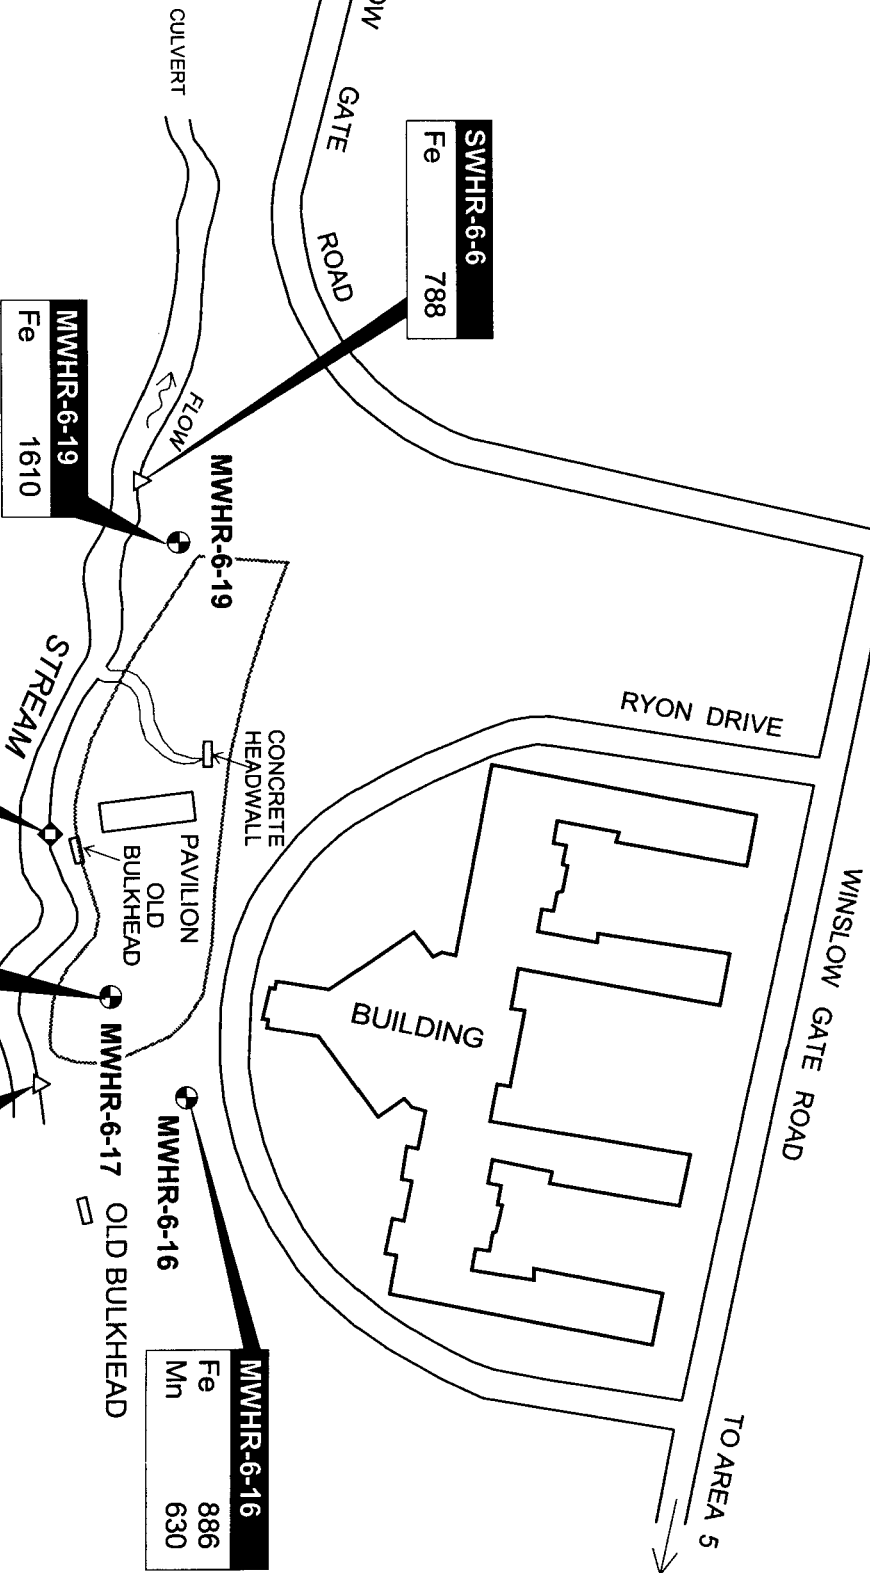 OW GATE ROAD
SWHR-6-6
Fe 788
CULVERT
FLOW
MWHR-6-19
Fe 1610
MWHR-6-19
STREAM
CONCRETE
HEADWALL
PAVILION
OLD
BULKHEAD
RYON DRIVE
BUILDING
WINSLOW GATE ROAD
MWHR-6-17
MWHR-6-16
OLD BULKHEAD
MWHR-6-16
Fe 886
Mn 630
TO AREA 5